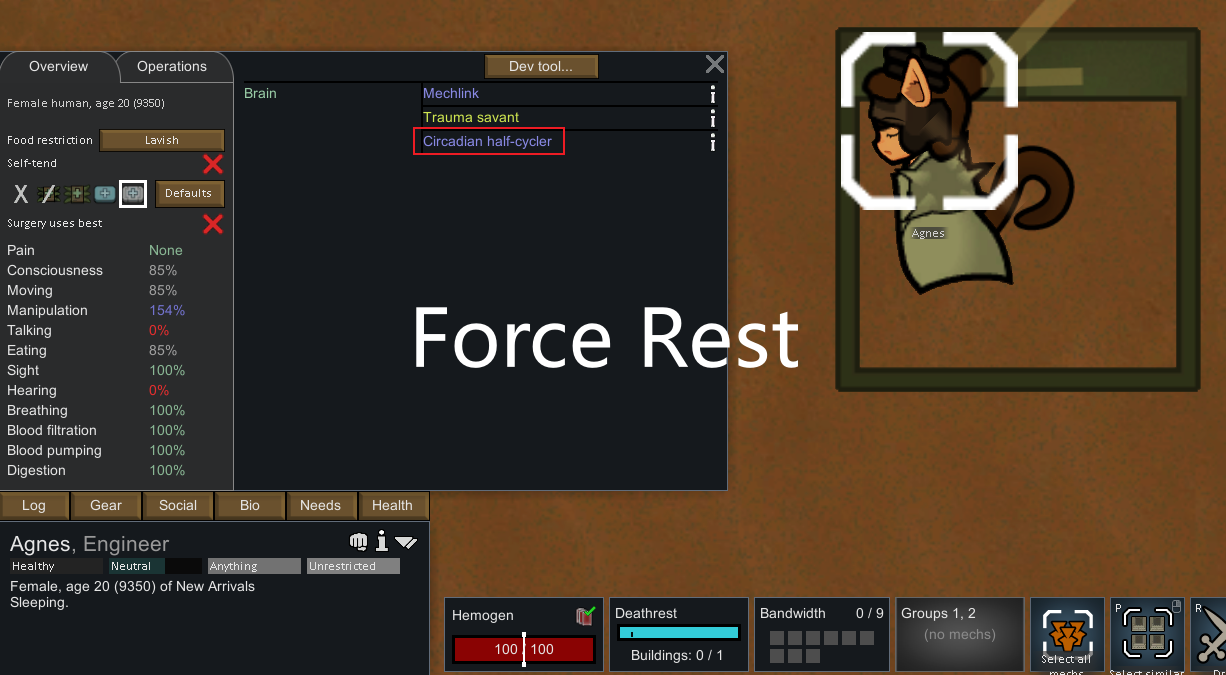 Overview
Operations
Dev tool...
Female human, age 20 (9350)
Brain
Mechlink
Trauma savant
Circadian half-cycler
Food restriction
Lavish
Self-tend
Defaults
Surgery uses best
Pain None
Consciousness 85%
Moving 85%
Manipulation 154%
Talking 0%
Eating 85%
Sight 100%
Hearing 0%
Breathing 100%
Blood filtration 100%
Blood pumping 100%
Digestion 100%
Force Rest
Agnes
Log
Gear
Social
Bio
Needs
Health
Agnes, Engineer
Healthy
Neutral
Anything
Unrestricted
Female, age 20 (9350) of New Arrivals
Sleeping.
Hemogen
100 / 100
Deathrest
Buildings: 0 / 1
Bandwidth 0 / 9
Groups 1, 2
(no mechs)
Select all
mechs
P
Select similar
R